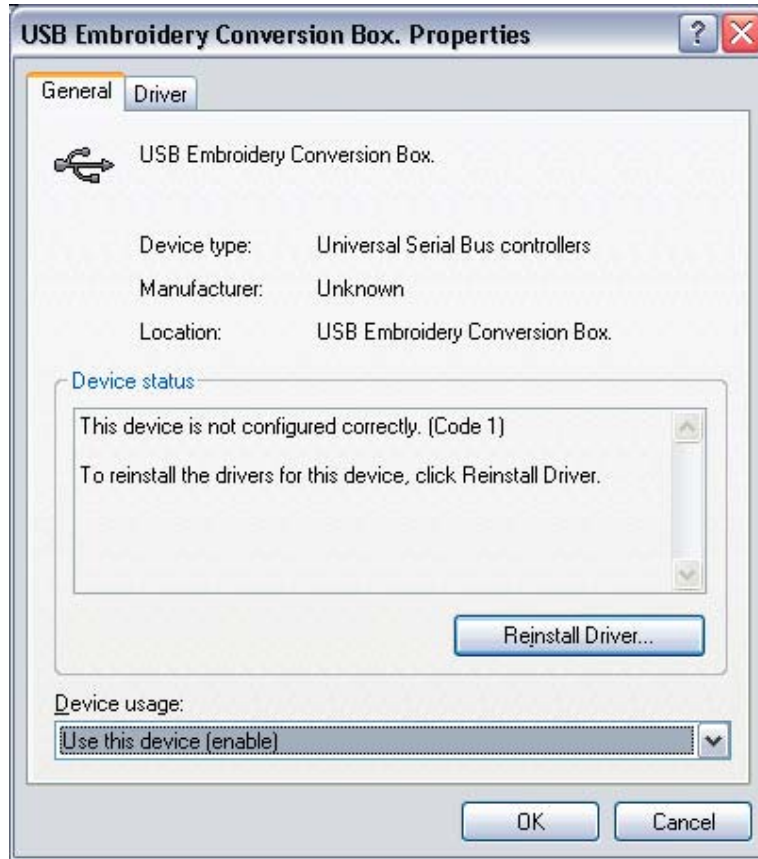 USB Embroidery Conversion Box. Properties
General Driver
USB Embroidery Conversion Box.
Device type: Universal Serial Bus controllers
Manufacturer: Unknown
Location: USB Embroidery Conversion Box.
Device status
This device is not configured correctly. (Code 1)
To reinstall the drivers for this device, click Reinstall Driver.
Reinstall Driver...
Device usage:
Use this device (enable)
OK Cancel